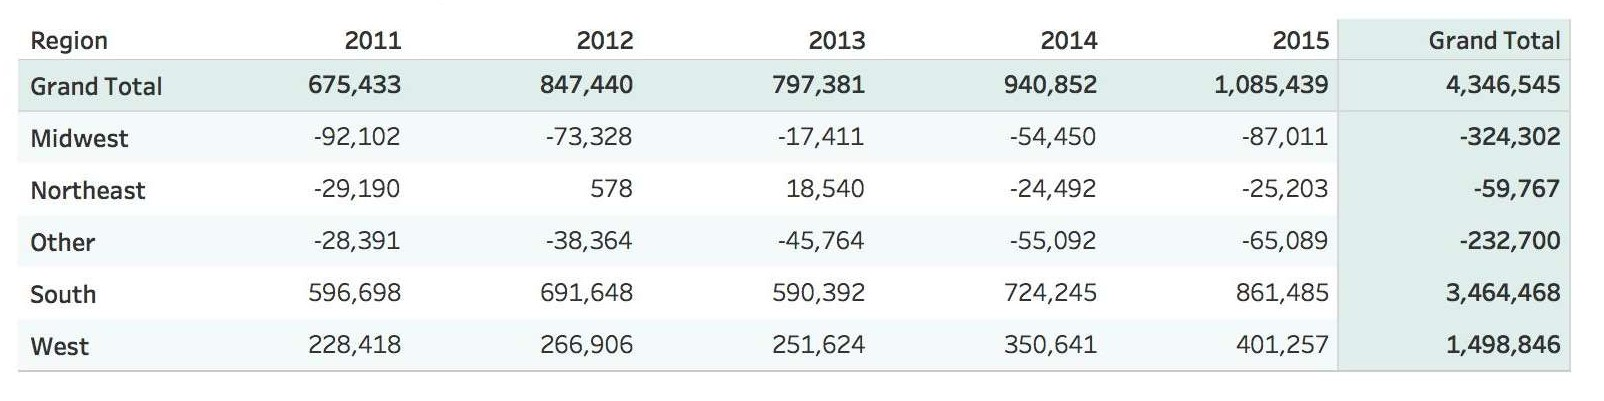 Region 2011 2012 2013 2014 2015 Grand Total
Grand Total 675,433 847,440 797,381 940,852 1,085,439 4,346,545
Midwest -92,102 -73,328 -17,411 -54,450 -87,011 -324,302
Northeast -29,190 578 18,540 -24,492 -25,203 -59,767
Other -28,391 -38,364 -45,764 -55,092 -65,089 -232,700
South 596,698 691,648 590,392 724,245 861,485 3,464,468
West 228,418 266,906 251,624 350,641 401,257 1,498,846